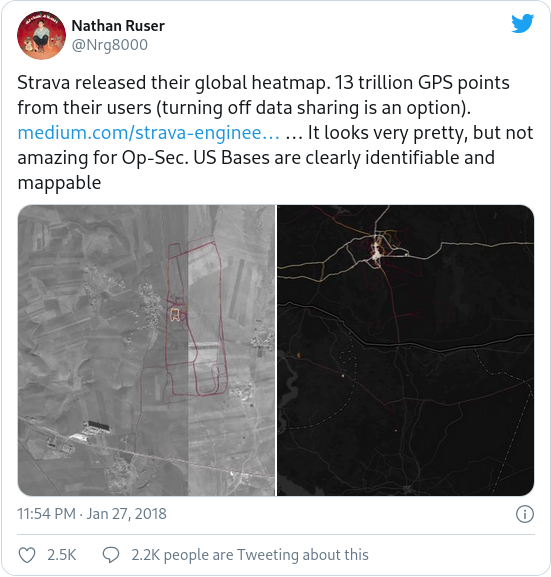 Nathan Ruser
@Nrg8000
Strava released their global heatmap. 13 trillion GPS points
from their users (turning off data sharing is an option).
medium.com/strava-enginee… … It looks very pretty, but not
amazing for Op-Sec. US Bases are clearly identifiable and
mappable
11:54 PM · Jan 27, 2018
2.5K 2.2K people are Tweeting about this